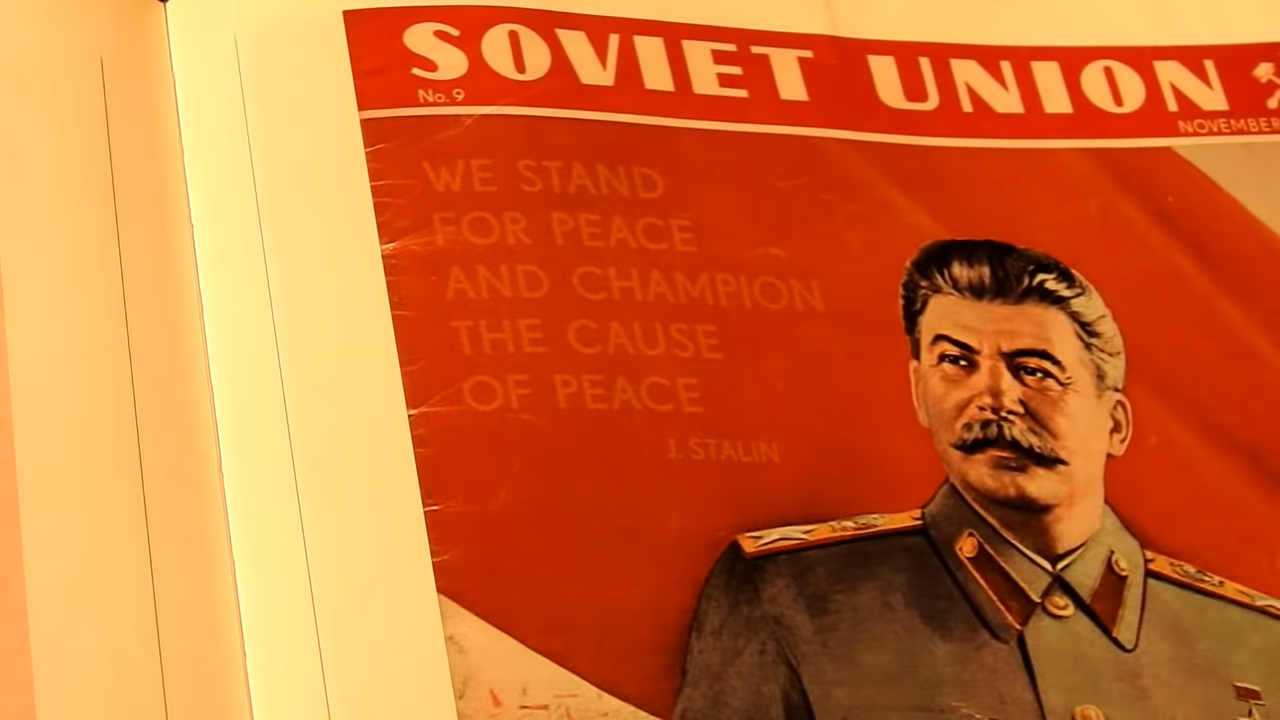 SOVIET UNION
No. 9
NOVEMBER
WE STAND
FOR PEACE
AND CHAMPION
THE CAUSE
OF PEACE
J. STALIN